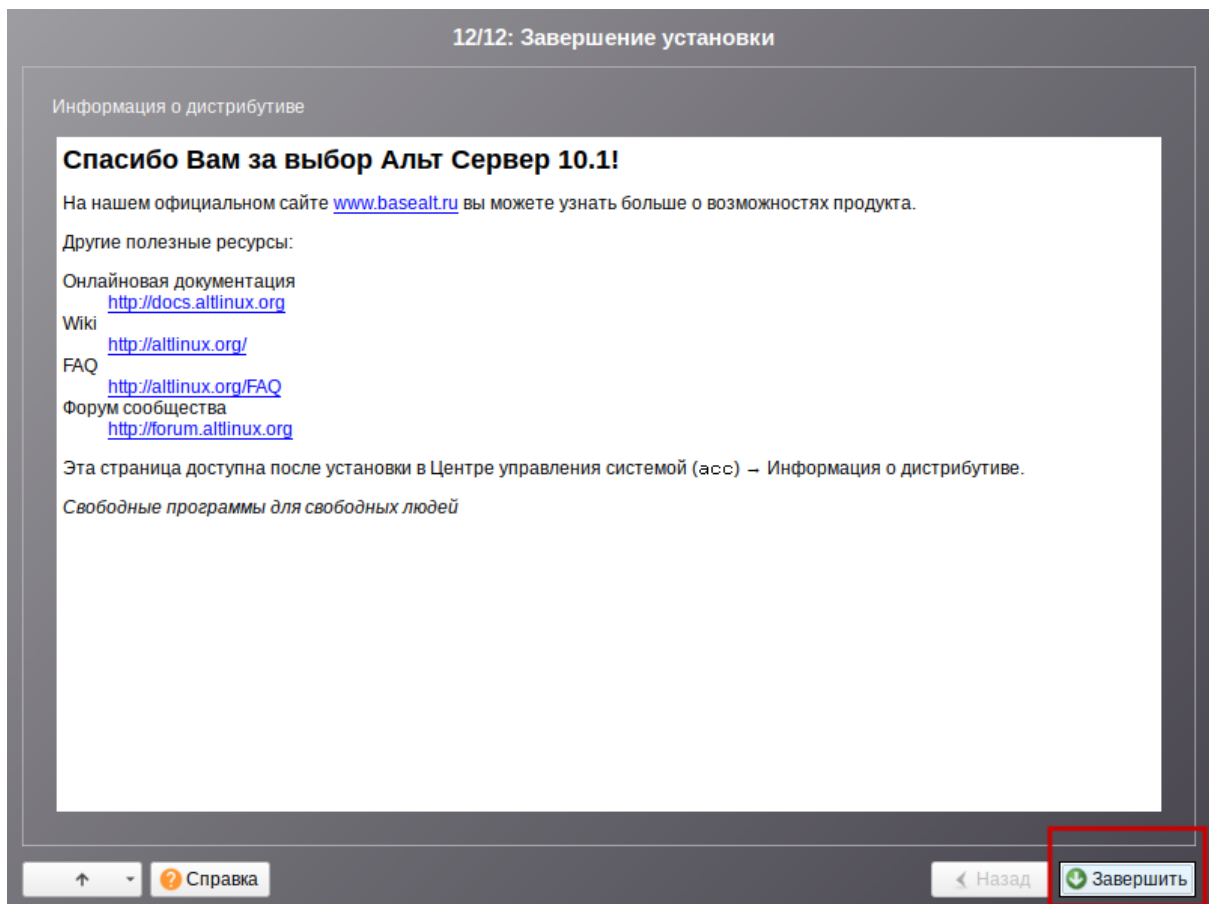 12/12: Завершение установки
Информация о дистрибутиве
Спасибо Вам за выбор Альт Сервер 10.1!
На нашем официальном сайте www.basealt.ru вы можете узнать больше о возможностях продукта.
Другие полезные ресурсы:
Онлайновая документация
http://docs.altlinux.org
Wiki
http://altlinux.org/
FAQ
http://altlinux.org/FAQ
Форум сообщества
http://forum.altlinux.org
Эта страница доступна после установки в Центре управления системой (acc) → Информация о дистрибутиве.
Свободные программы для свободных людей
Справка
Назад
Завершить